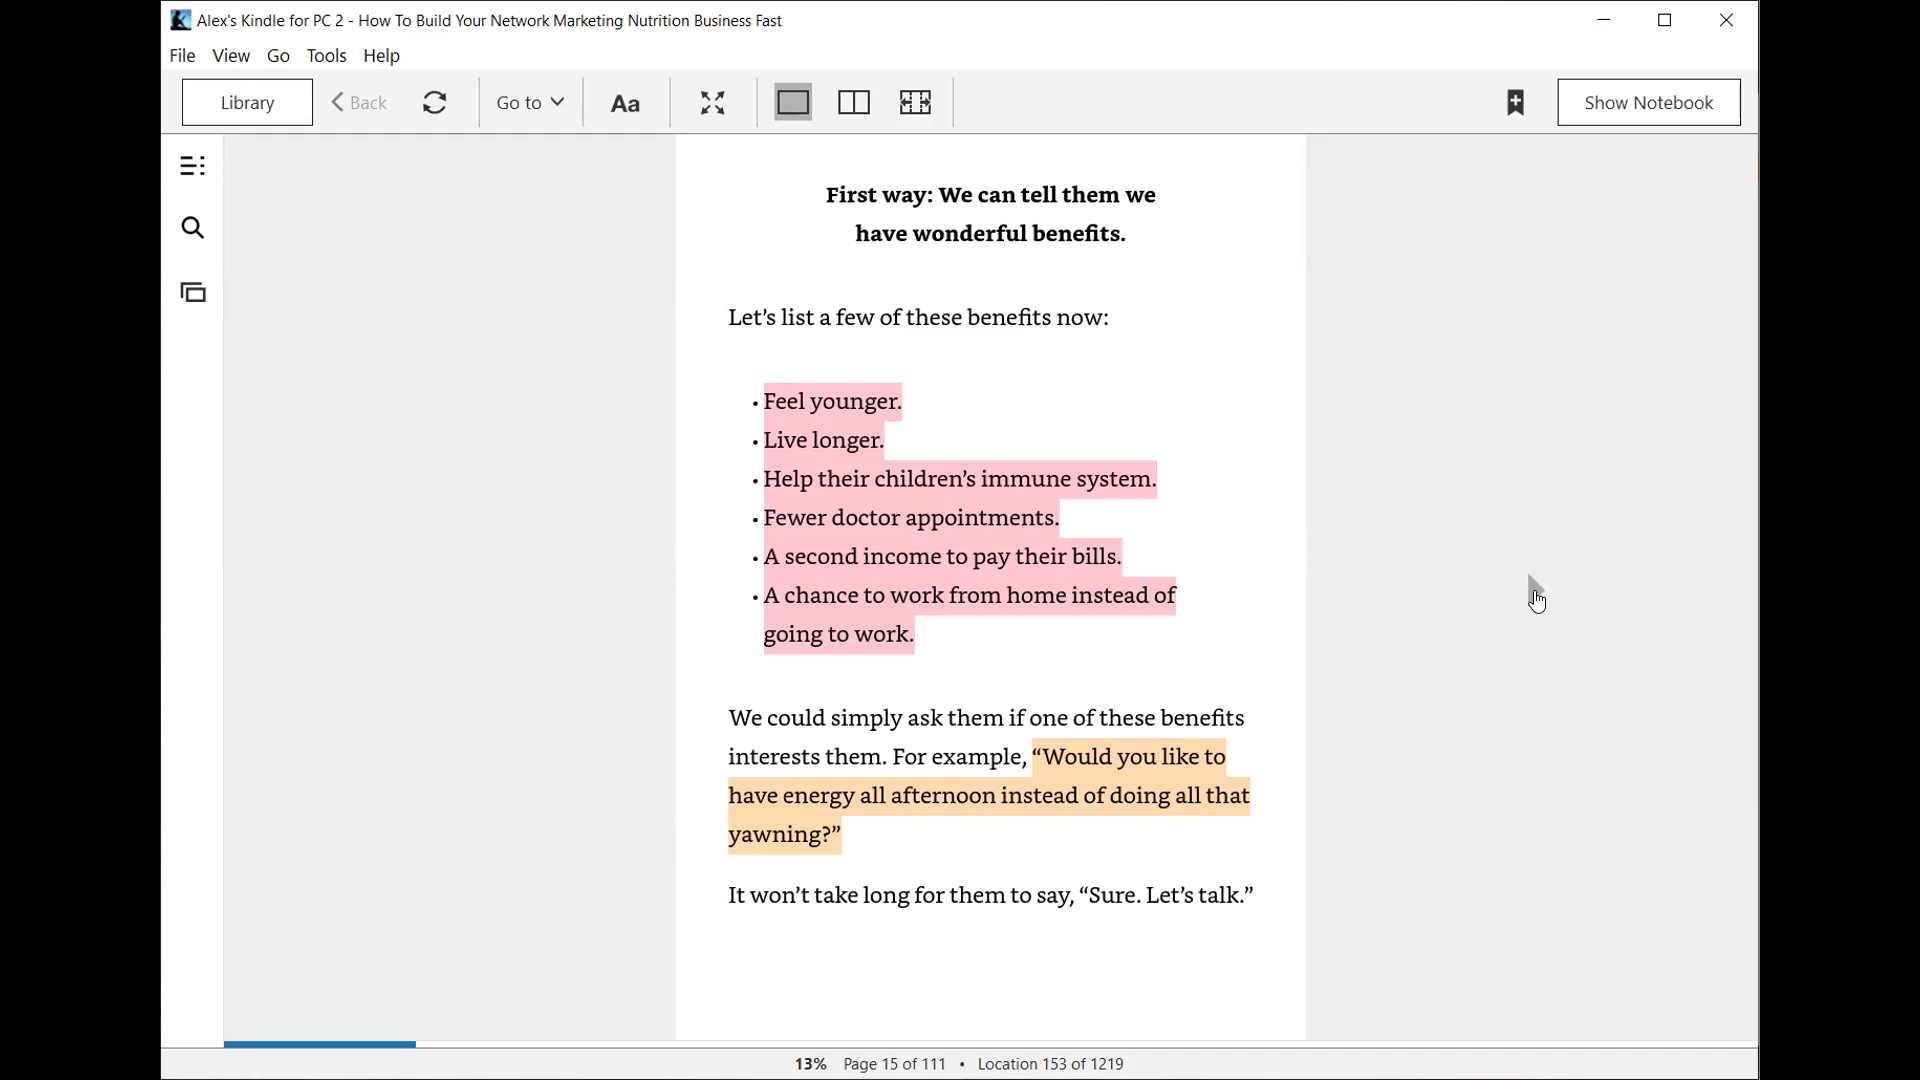 Alex's Kindle for PC 2 - How To Build Your Network Marketing Nutrition Business Fast
File View Go Tools Help
Library Back Go to Aa Show Notebook
First way: We can tell them we
have wonderful benefits.
Let’s list a few of these benefits now:
• Feel younger.
• Live longer.
• Help their children’s immune system.
• Fewer doctor appointments.
• A second income to pay their bills.
• A chance to work from home instead of
going to work.
We could simply ask them if one of these benefits
interests them. For example, “Would you like to
have energy all afternoon instead of doing all that
yawning?”
It won’t take long for them to say, “Sure. Let’s talk.”
13% Page 15 of 111 • Location 153 of 1219